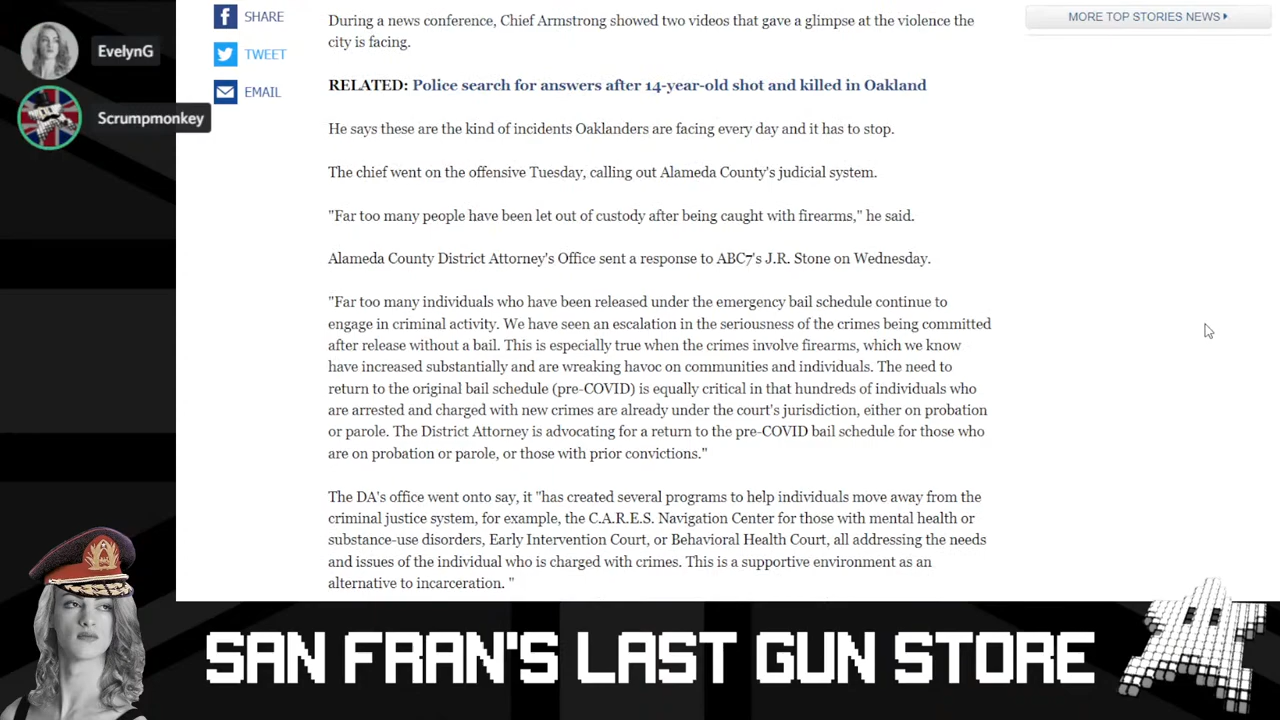 SHARE
TWEET
EMAIL
EvelynG
Scrumpmonkey
During a news conference, Chief Armstrong showed two videos that gave a glimpse at the violence the
city is facing.
RELATED: Police search for answers after 14-year-old shot and killed in Oakland
He says these are the kind of incidents Oaklanders are facing every day and it has to stop.
The chief went on the offensive Tuesday, calling out Alameda County's judicial system.
"Far too many people have been let out of custody after being caught with firearms," he said.
Alameda County District Attorney's Office sent a response to ABC7's J.R. Stone on Wednesday.
"Far too many individuals who have been released under the emergency bail schedule continue to
engage in criminal activity. We have seen an escalation in the seriousness of the crimes being committed
after release without a bail. This is especially true when the crimes involve firearms, which we know
have increased substantially and are wreaking havoc on communities and individuals. The need to
return to the original bail schedule (pre-COVID) is equally critical in that hundreds of individuals who
are arrested and charged with new crimes are already under the court's jurisdiction, either on probation
or parole. The District Attorney is advocating for a return to the pre-COVID bail schedule for those who
are on probation or parole, or those with prior convictions."
The DA's office went onto say, it "has created several programs to help individuals move away from the
criminal justice system, for example, the C.A.R.E.S. Navigation Center for those with mental health or
substance-use disorders, Early Intervention Court, or Behavioral Health Court, all addressing the needs
and issues of the individual who is charged with crimes. This is a supportive environment as an
alternative to incarceration. "
MORE TOP STORIES NEWS
SAN FRAN'S LAST GUN STORE